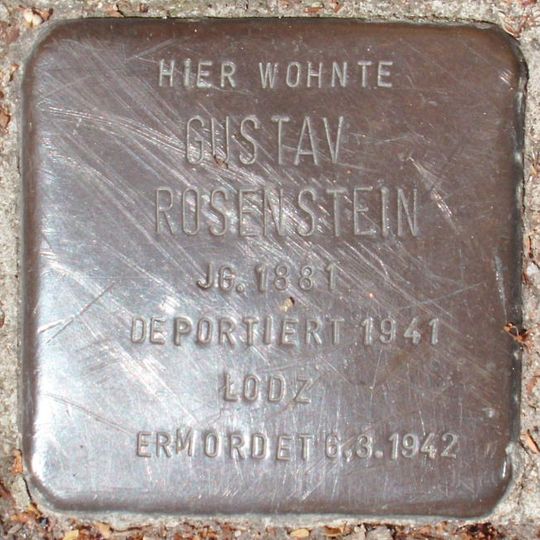 HIER WOHNTE
GUSTAV
ROSENSTEIN
JG. 1881
DEPORTIERT 1941
ŁODZ
ERMORDET 6.3.1942